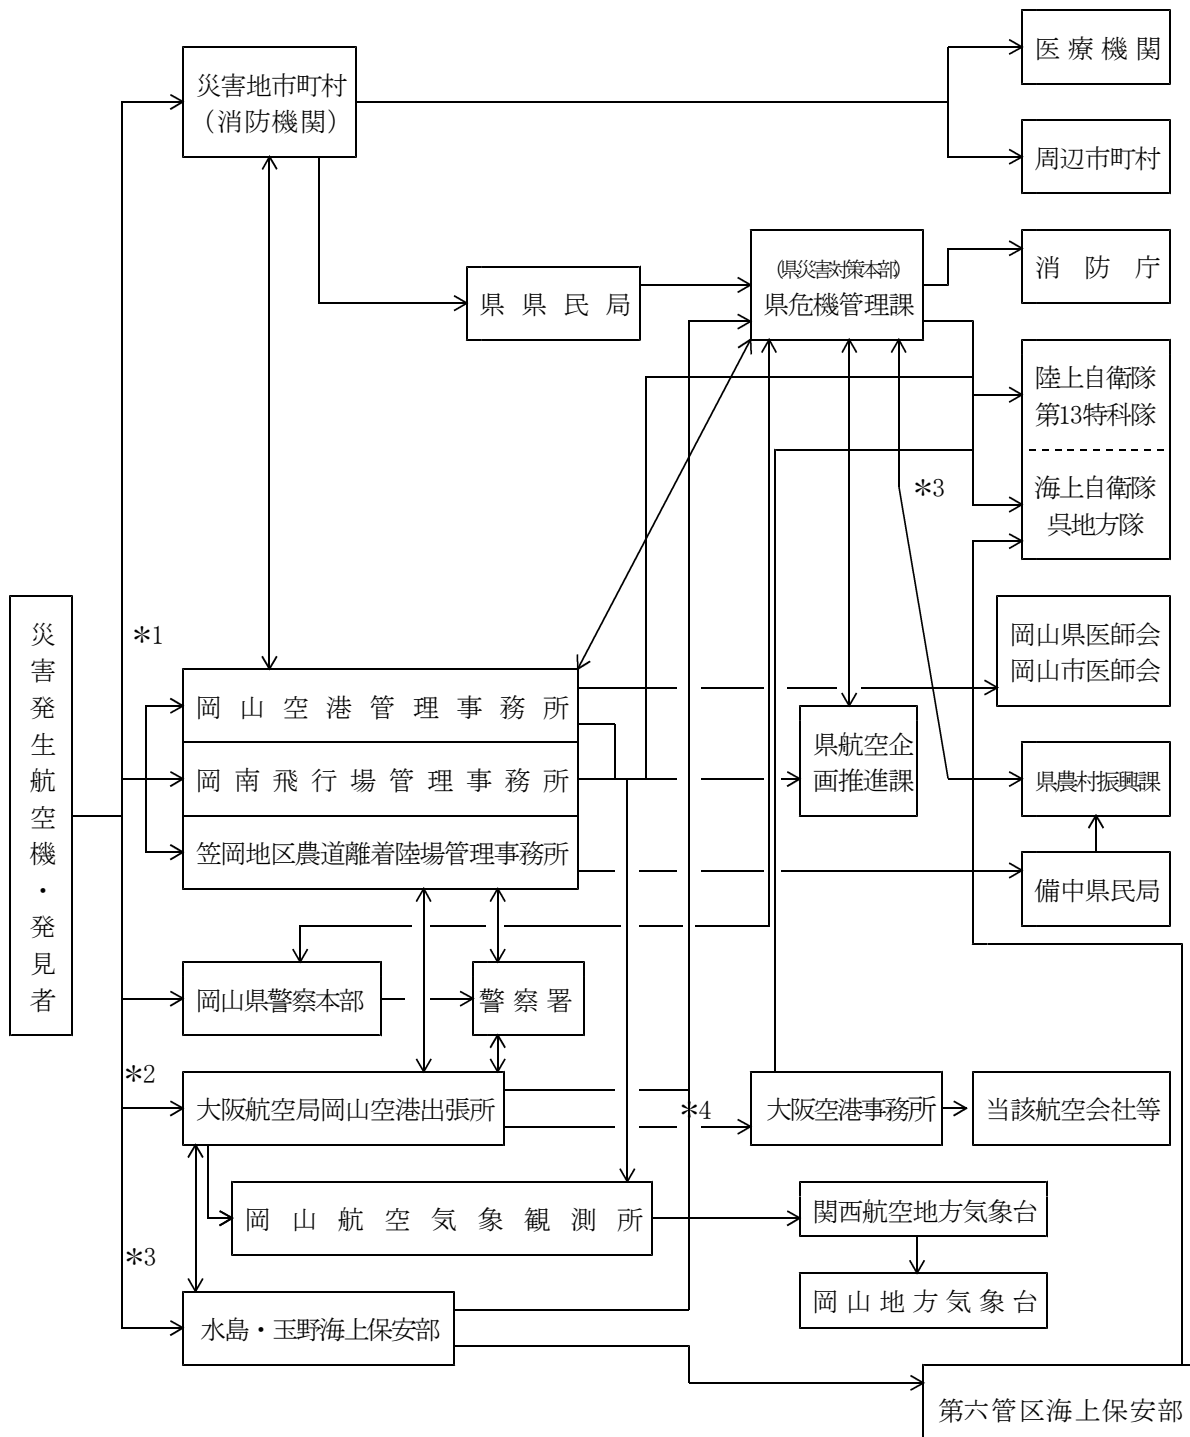 医療機関
災害地市町村
（消防機関）
周辺市町村
(県災害対策本部)
県危機管理課
消防庁
県県民局
陸上自衛隊
第13特科隊
海上自衛隊
呉地方隊
*3
災害発生航空機・発見者
*1
岡山県医師会
岡山市医師会
岡山空港管理事務所
県航空企
画推進課
岡南飛行場管理事務所
県農村振興課
笠岡地区農道離着陸場管理事務所
備中県民局
岡山県警察本部
警察署
*2
大阪航空局岡山空港出張所
*4
大阪空港事務所
当該航空会社等
岡山航空気象観測所
関西航空地方気象台
*3
岡山地方気象台
水島・玉野海上保安部
第六管区海上保安部